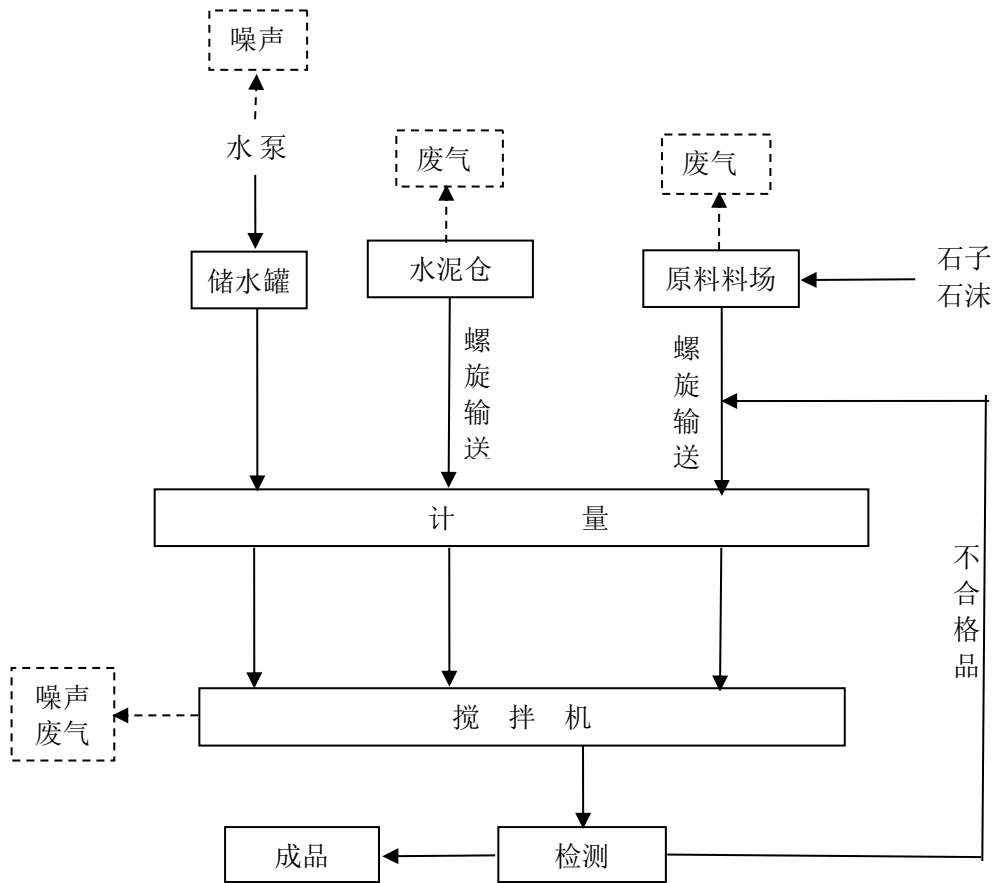 噪声
水泵
废气
废气
储水罐
水泥仓
原料料场
石子
石沫
螺旋输送
螺旋输送
计 量
不合格品
噪声
废气
搅 拌 机
成品
检测